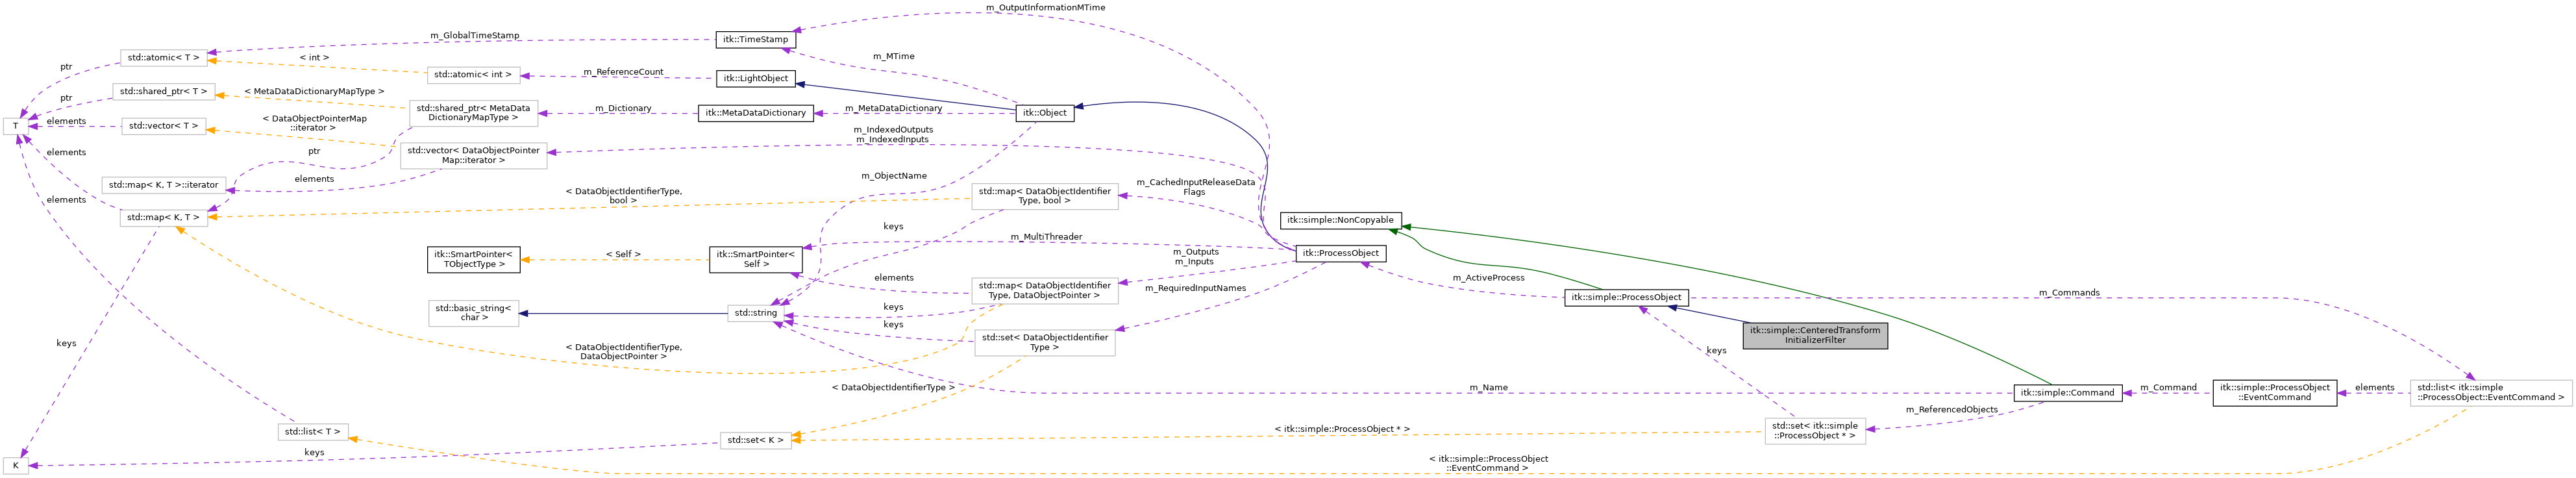 m_OutputInformationMTime
m_GlobalTimeStamp
itk::TimeStamp
std::atomic< T >
< int >
m_MTime
ptr
std::atomic< int >
m_ReferenceCount
itk::LightObject
std::shared_ptr< T >
< MetaDataDictionaryMapType >
ptr
std::shared_ptr< MetaData
DictionaryMapType >
m_Dictionary
itk::MetaDataDictionary
m_MetaDataDictionary
itk::Object
elements
T
std::vector< T >
< DataObjectPointerMap
::iterator >
m_IndexedOutputs
m_IndexedInputs
elements
ptr
std::vector< DataObjectPointer
Map::iterator >
std::map< K, T >::iterator
elements
m_ObjectName
m_CachedInputReleaseData
Flags
elements
< DataObjectIdentifierType,
bool >
std::map< DataObjectIdentifier
Type, bool >
std::map< K, T >
itk::simple::NonCopyable
keys
m_MultiThreader
itk::SmartPointer<
TObjectType >
< Self >
itk::SmartPointer<
Self >
m_Outputs
m_Inputs
itk::ProcessObject
elements
m_ActiveProcess
std::map< DataObjectIdentifier
Type, DataObjectPointer >
m_RequiredInputNames
itk::simple::ProcessObject
m_Commands
std::basic_string<
char >
std::string
keys
keys
itk::simple::CenteredTransform
InitializerFilter
std::set< DataObjectIdentifier
Type >
keys
< DataObjectIdentifierType,
DataObjectPointer >
keys
< DataObjectIdentifierType >
m_Name
itk::simple::Command
m_Command
itk::simple::ProcessObject
::EventCommand
elements
std::list< itk::simple
::ProcessObject::EventCommand >
m_ReferencedObjects
std::list< T >
std::set< K >
< itk::simple::ProcessObject * >
std::set< itk::simple
::ProcessObject * >
keys
K
< itk::simple::ProcessObject
::EventCommand >